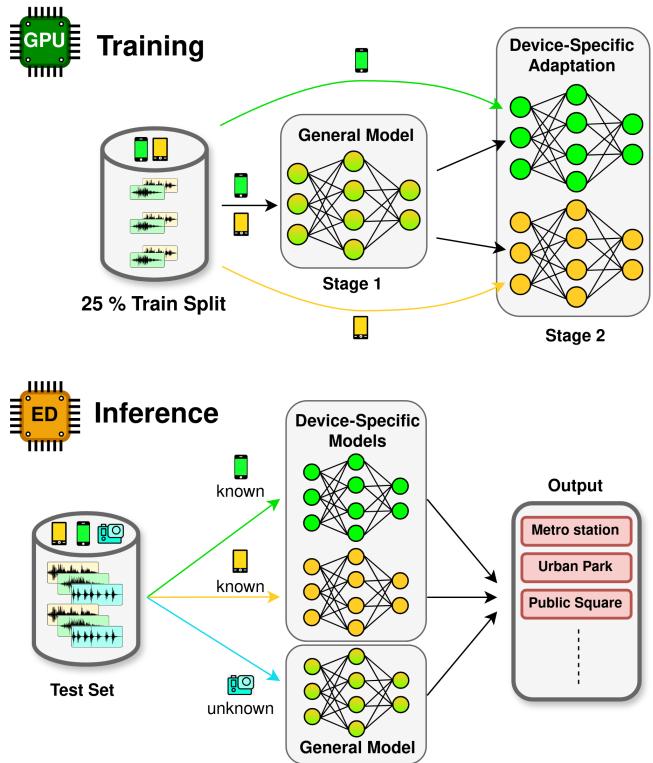 GPU
Training
Device-Specific
Adaptation
General Model
Stage 1
25 % Train Split
Stage 2
ED
Inference
Device-Specific
Models
known
known
unknown
General Model
Test Set
Output
Metro station
Urban Park
Public Square